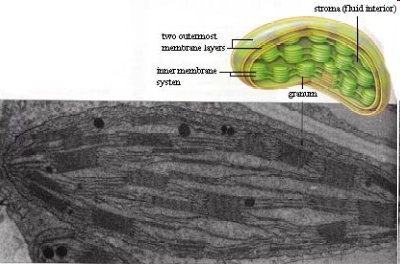 stroma (fluid interior)
two outermost
membrane layers
inner membrane
system
granum